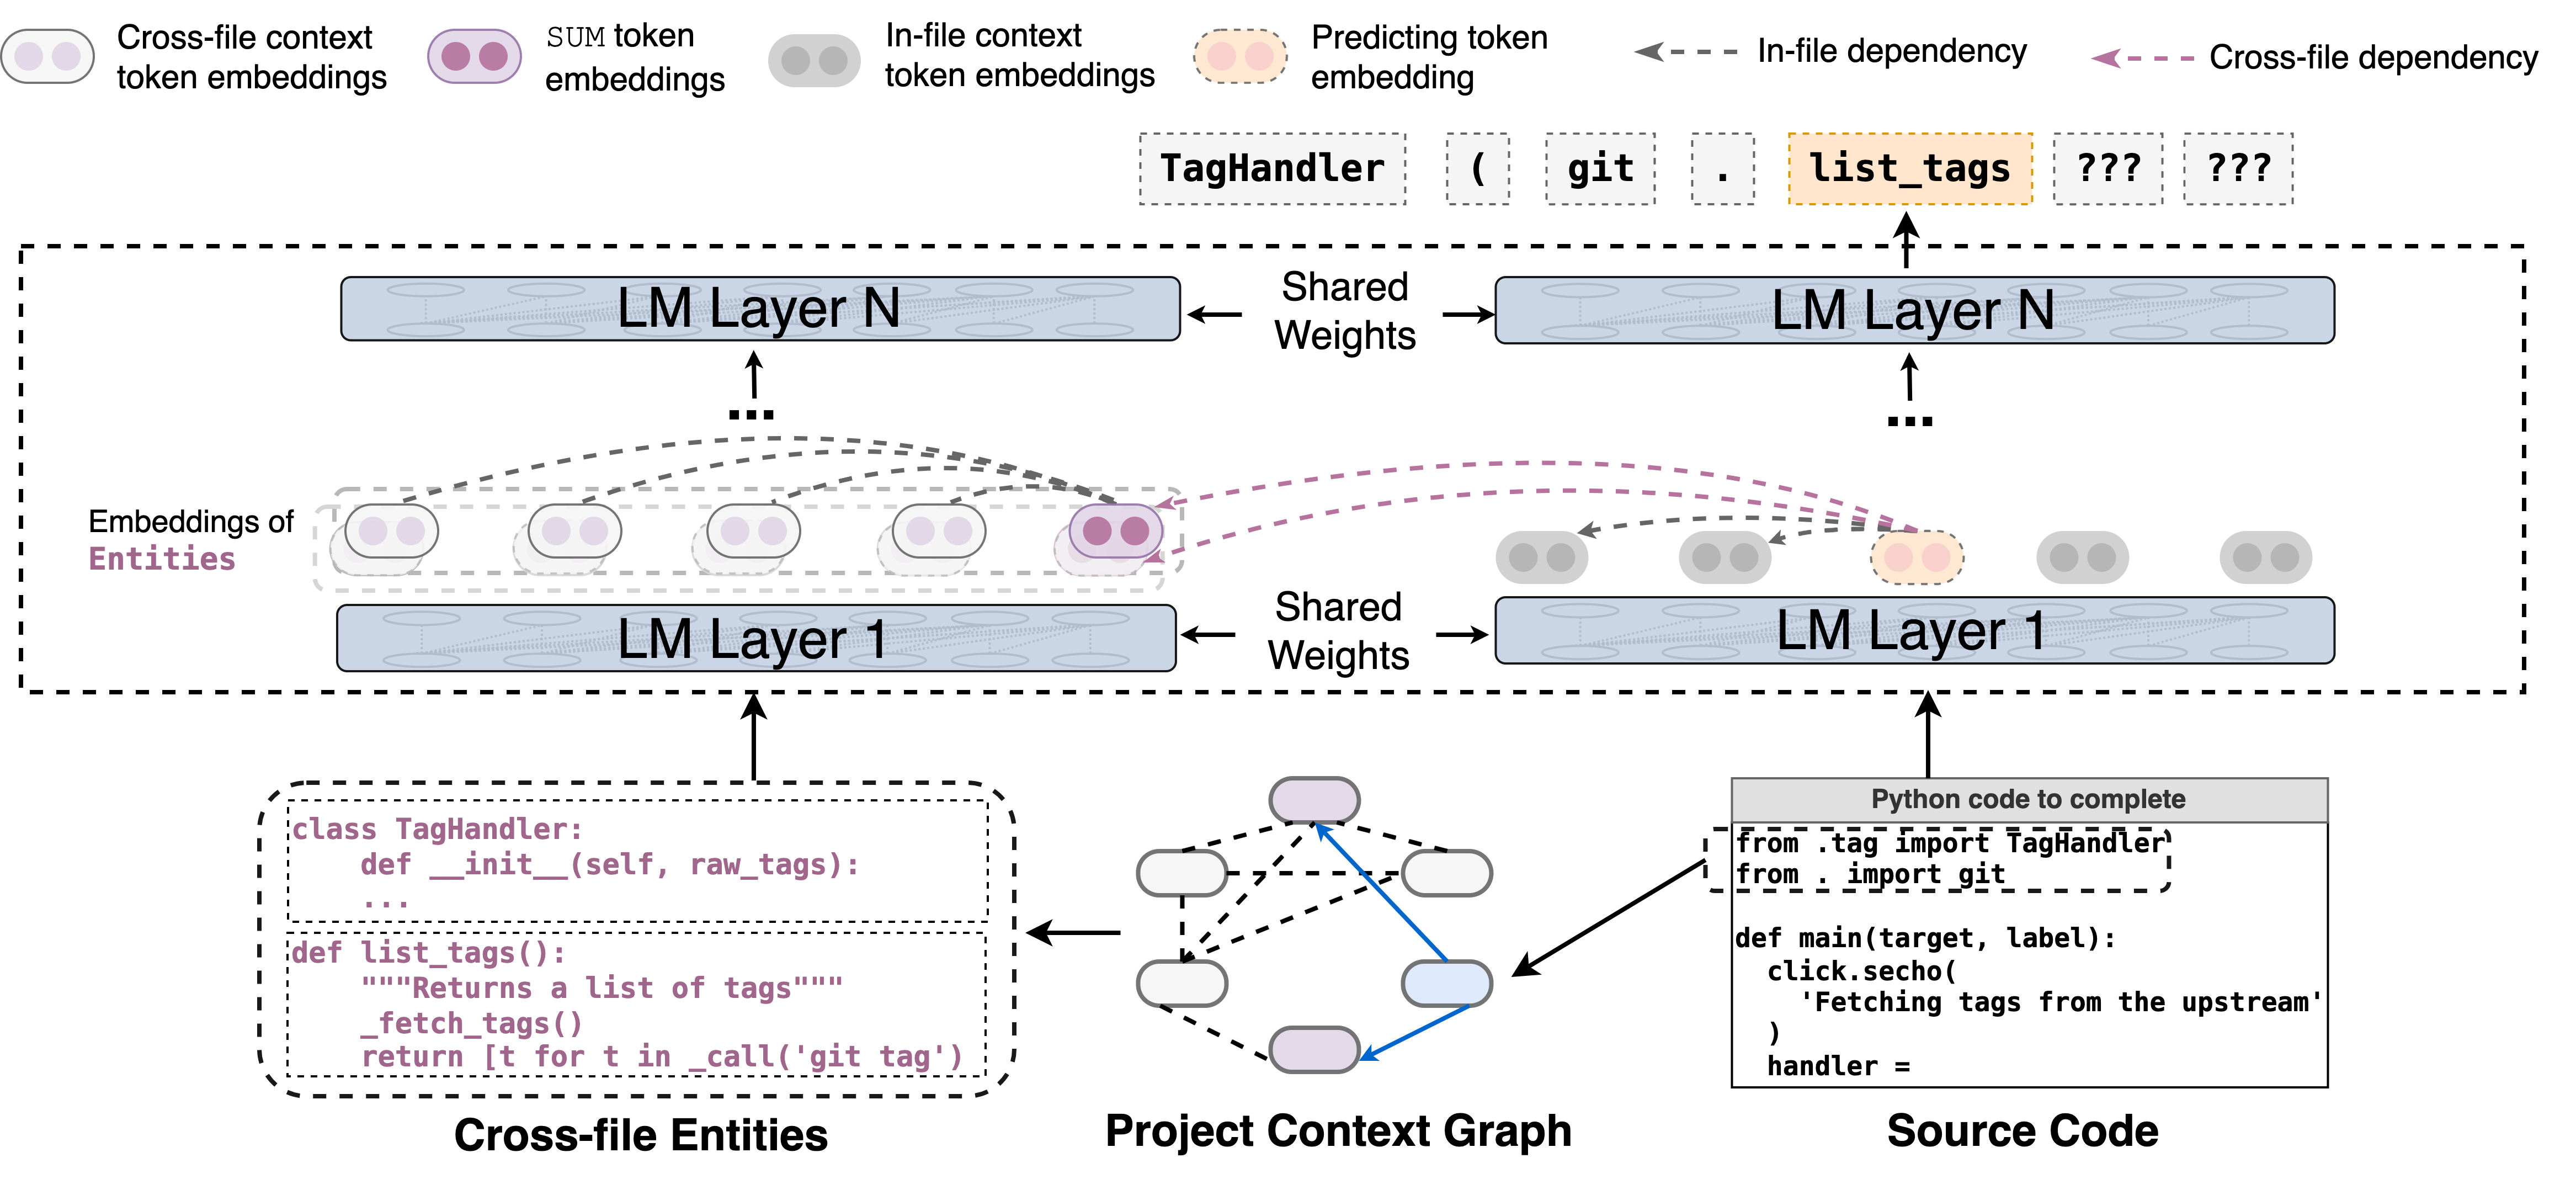 Cross-file context
token embeddings
SUM token
embeddings
In-file context
token embeddings
Predicting token
embedding
In-file dependency
Cross-file dependency
TagHandler ( git . list_tags ??? ???
LM Layer N
Shared
Weights
LM Layer N
...
...
Embeddings of
Entities
LM Layer 1
Shared
Weights
LM Layer 1
class TagHandler:
    def __init__(self, raw_tags):
    ...
def list_tags():
    """Returns a list of tags"""
    _fetch_tags()
    return [t for t in _call('git tag')
Cross-file Entities
Project Context Graph
Python code to complete
from .tag import TagHandler
from . import git
def main(target, label):
  click.secho(
    'Fetching tags from the upstream'
  )
  handler =
Source Code